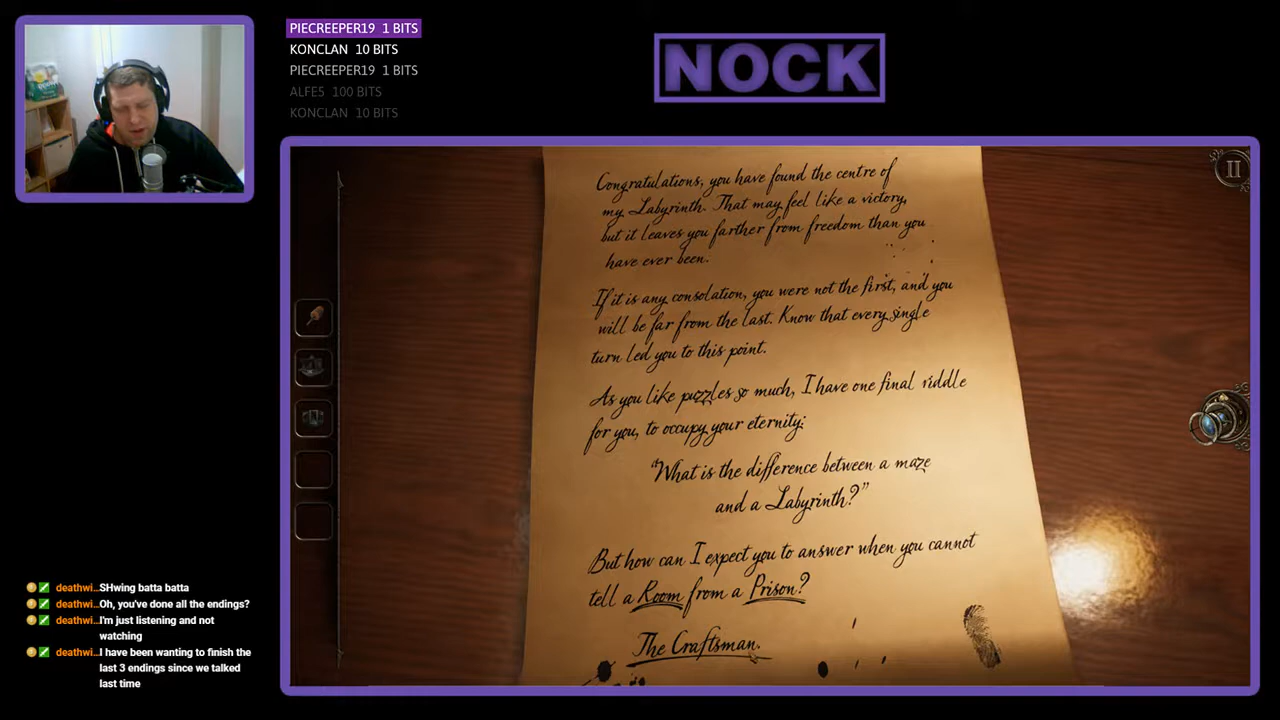 PIECREEPER19 1 BITS
KONCLAN 10 BITS
PIECREEPER19 1 BITS
ALFE5 100 BITS
KONCLAN 10 BITS
NOCK
II
Congratulations, you have found the centre of
my Labyrinth. That may feel like a victory,
but it leaves you farther from freedom than you
have ever been.
If it is any consolation, you were not the first, and you
will be far from the last. Know that every single
turn led you to this point.
As you like puzzles so much, I have one final riddle
for you, to occupy your eternity:
"What is the difference between a maze
and a Labyrinth?"
But how can I expect you to answer when you cannot
tell a Room from a Prison?
The Craftsman.
deathwi...SHwing batta batta
deathwi...Oh, you've done all the endings?
deathwi...I'm just listening and not
watching
deathwi...I have been wanting to finish the
last 3 endings since we talked
last time